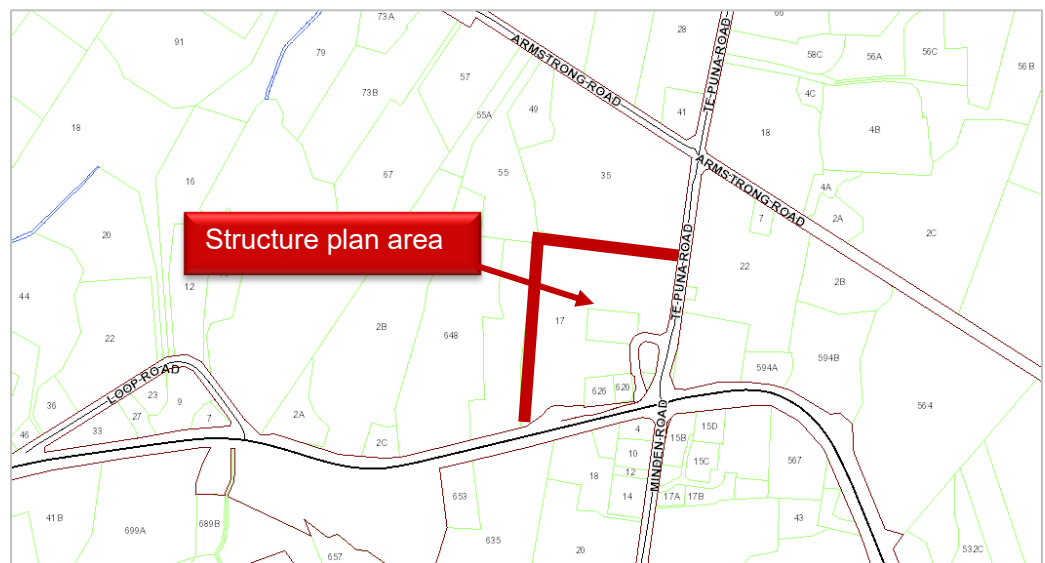 73A
66
91
79
28
58C
56A
56C
56B
57
73B
ARMSTRONG ROAD
TE PUNA ROAD
4C
55A
49
41
18
18
4B
16
67
55
35
ARMSTRONG ROAD
4A
7
2A
20
Structure plan area
2C
12
22
44
TE PUNA ROAD
2B
17
22
2B
648
594B
594A
LOOP ROAD
36
23
9
626
620
564
27
7
2A
46
33
2C
4
15B
15D
MINDEN ROAD
10
15C
567
12
18
653
14
17A
17B
41B
689B
43
699A
635
20
532C
657